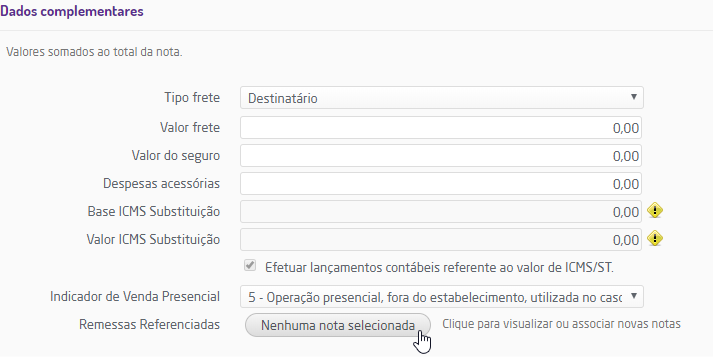 Dados complementares
Valores somados ao total da nota.
Tipo frete Destinatário
Valor frete 0,00
Valor do seguro 0,00
Despesas acessórias 0,00
Base ICMS Substituição 0,00
Valor ICMS Substituição 0,00
Efetuar lançamentos contábeis referente ao valor de ICMS/ST.
Indicador de Venda Presencial 5 - Operação presencial, fora do estabelecimento, utilizada no caso
Remessas Referenciadas Nenhuma nota selecionada Clique para visualizar ou associar novas notas